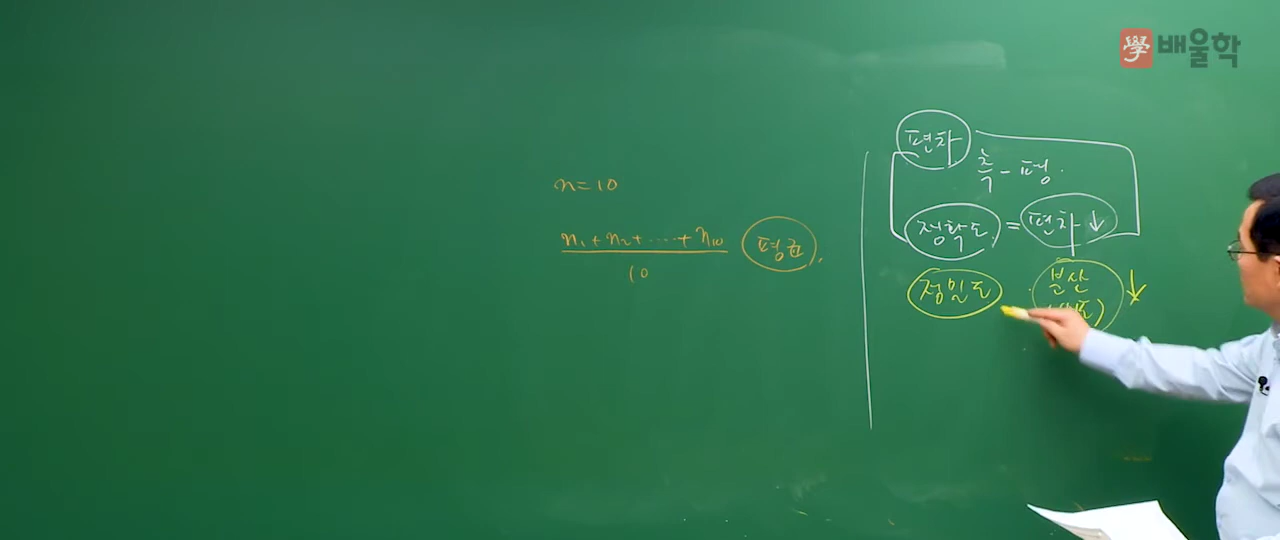 學 배울학
n=10
n₁+n₂+⋯+n₁₀
10
평균
편차
측-평.
정확도 = 편차↓
정밀도
분산 ↓